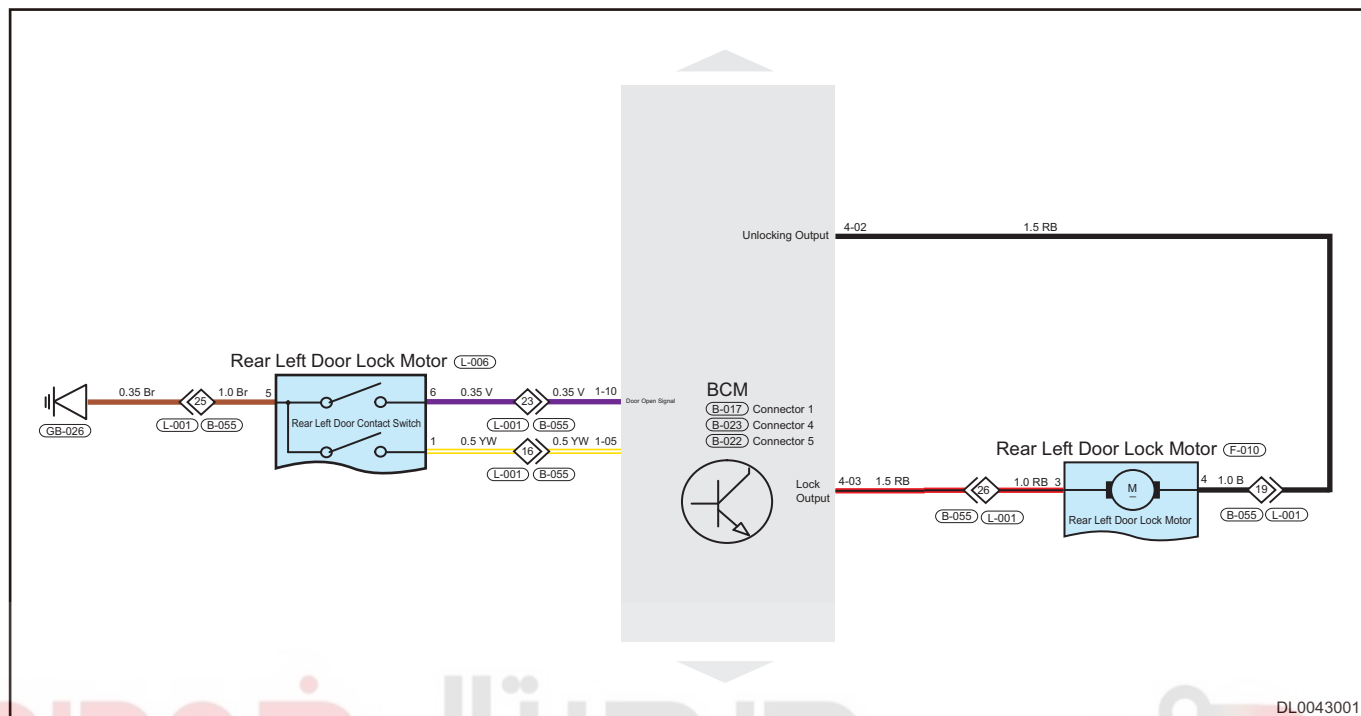 Unlocking Output
4-02
1.5 RB
Rear Left Door Lock Motor L-006
GB-026
0.35 Br
25
1.0 Br
5
L-001 B-055
Rear Left Door Contact Switch
6
0.35 V
23
0.35 V
1-10
Door Open Signal
L-001 B-055
1
0.5 YW
16
0.5 YW
1-05
L-001 B-055
BCM
B-017 Connector 1
B-023 Connector 4
B-022 Connector 5
Lock
Output
4-03
1.5 RB
26
1.0 RB
3
B-055 L-001
Rear Left Door Lock Motor F-010
M
Rear Left Door Lock Motor
4
1.0 B
19
B-055 L-001
DL0043001